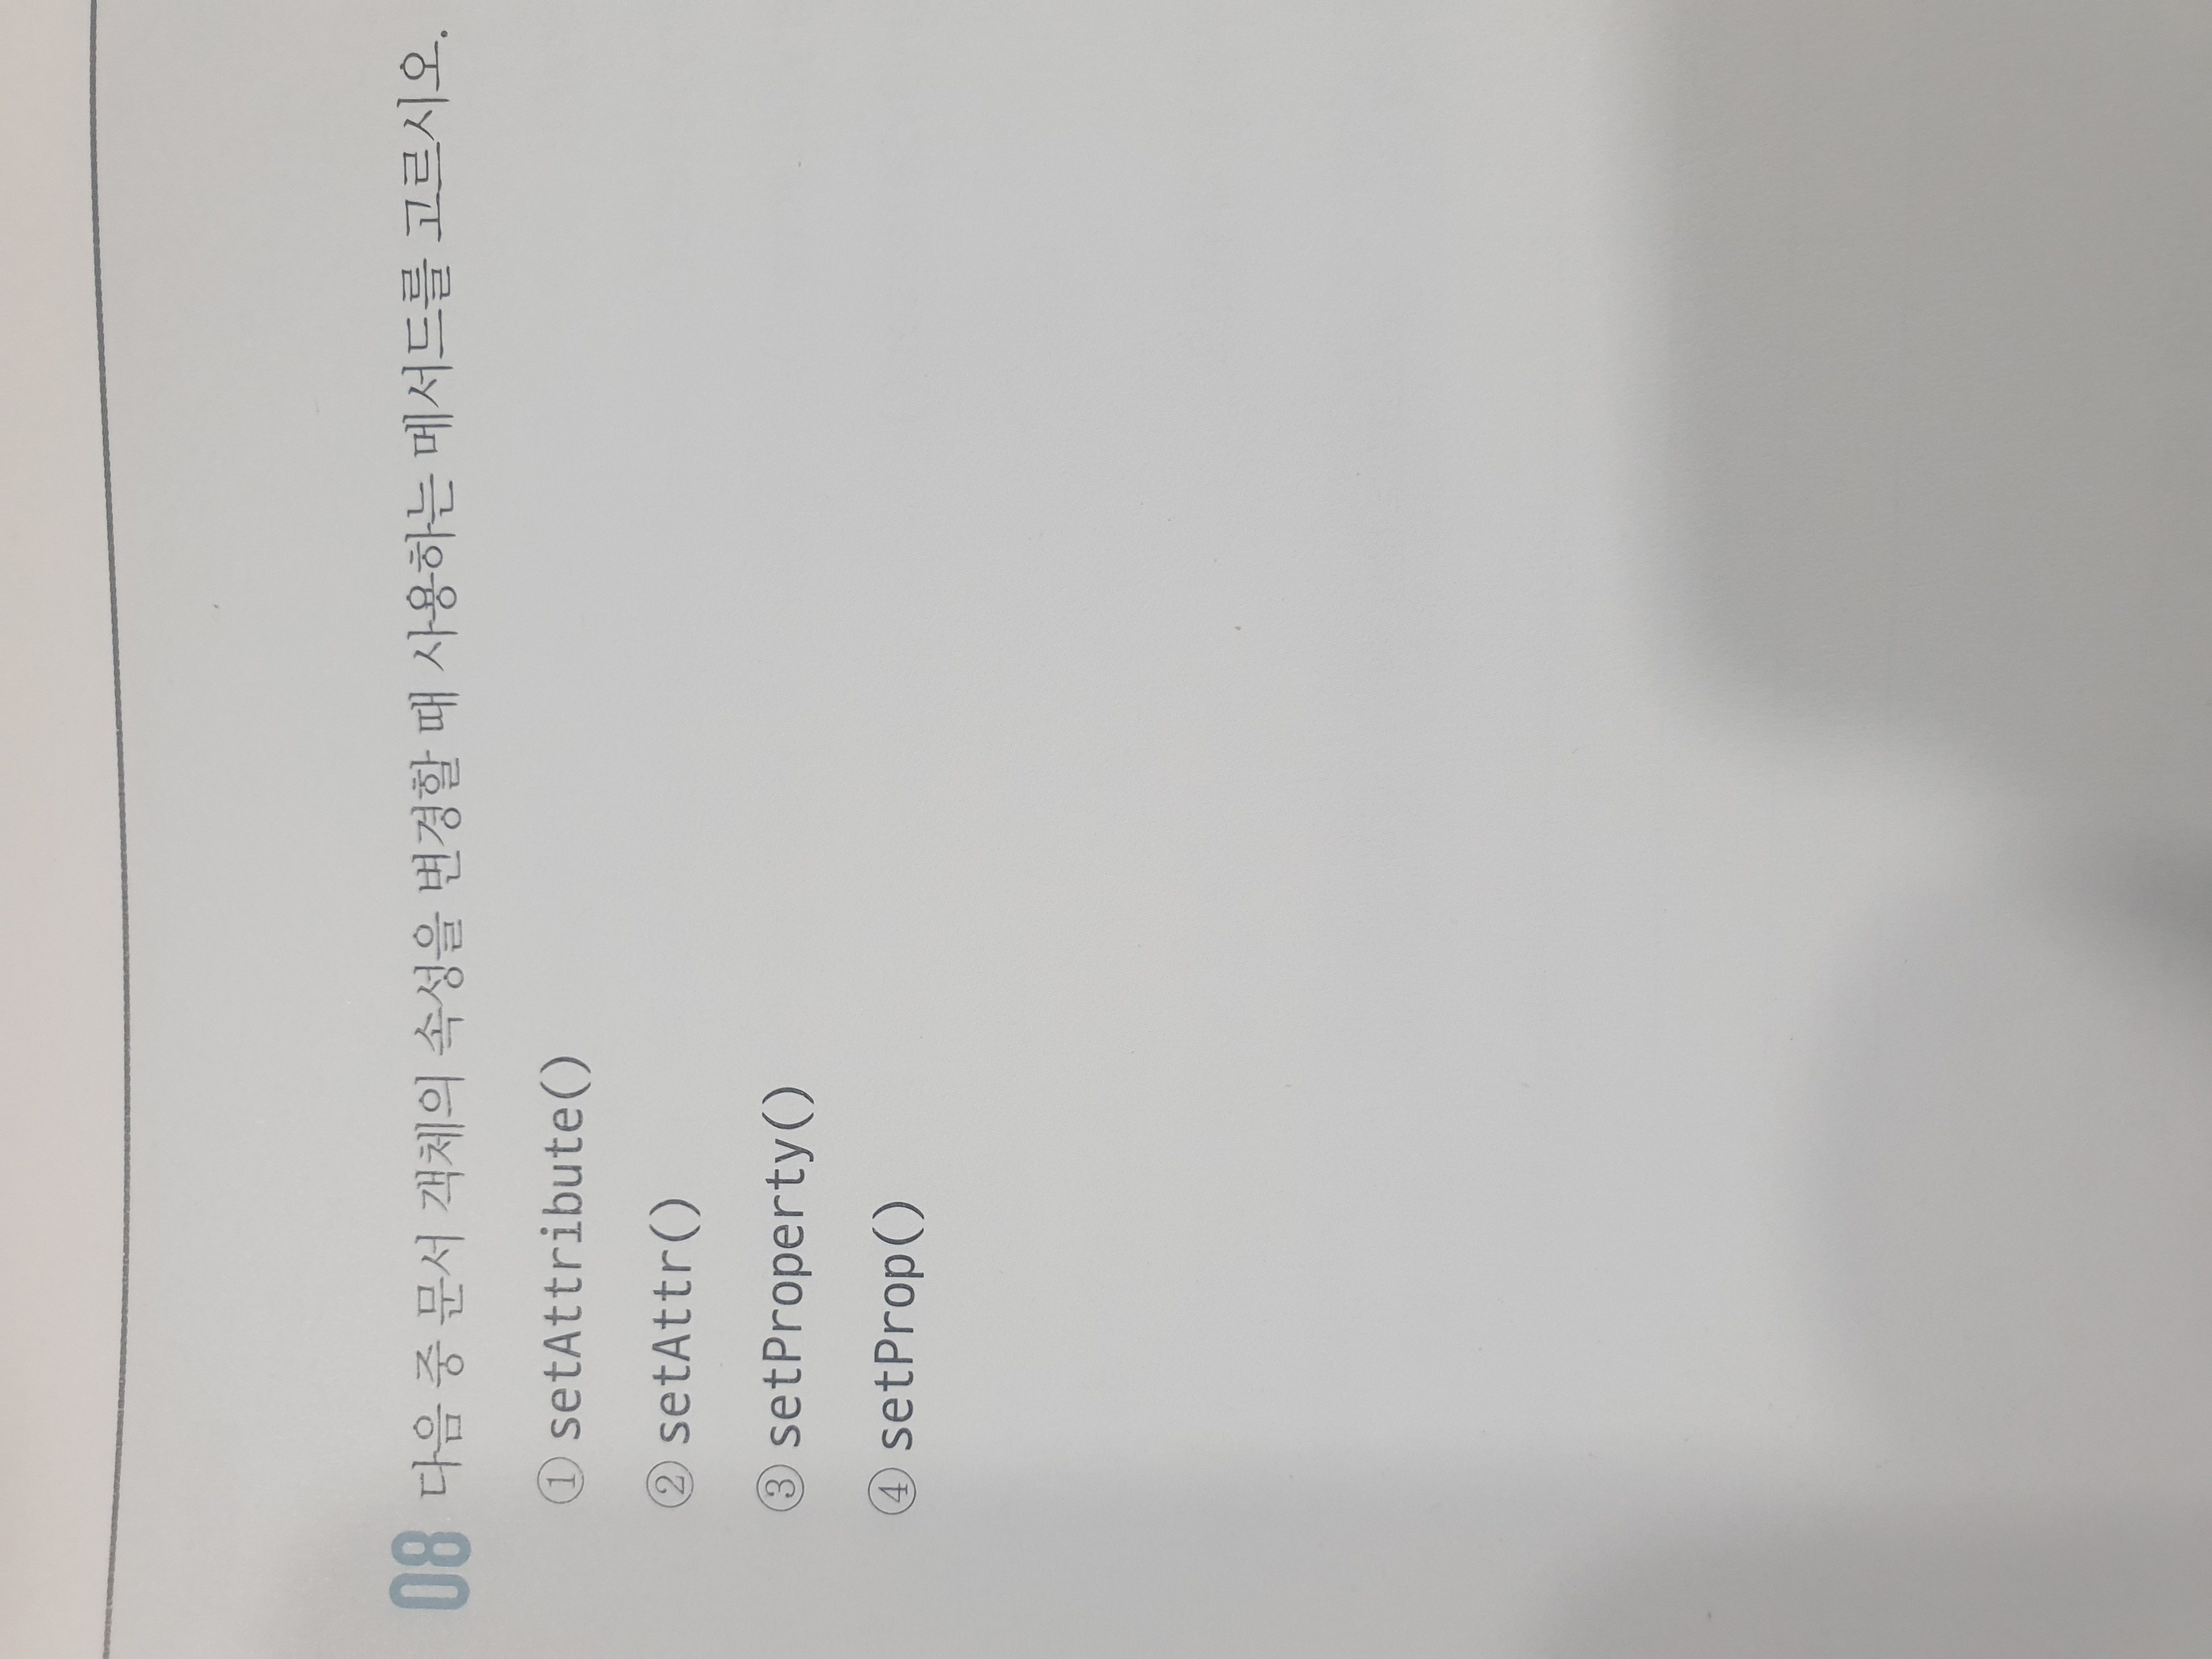 08 다음 중 문서 객체의 속성을 변경할 때 사용하는 메서드를 고르시오.
① setAttribute()
② setAttr()
③ setProperty()
④ setProp()